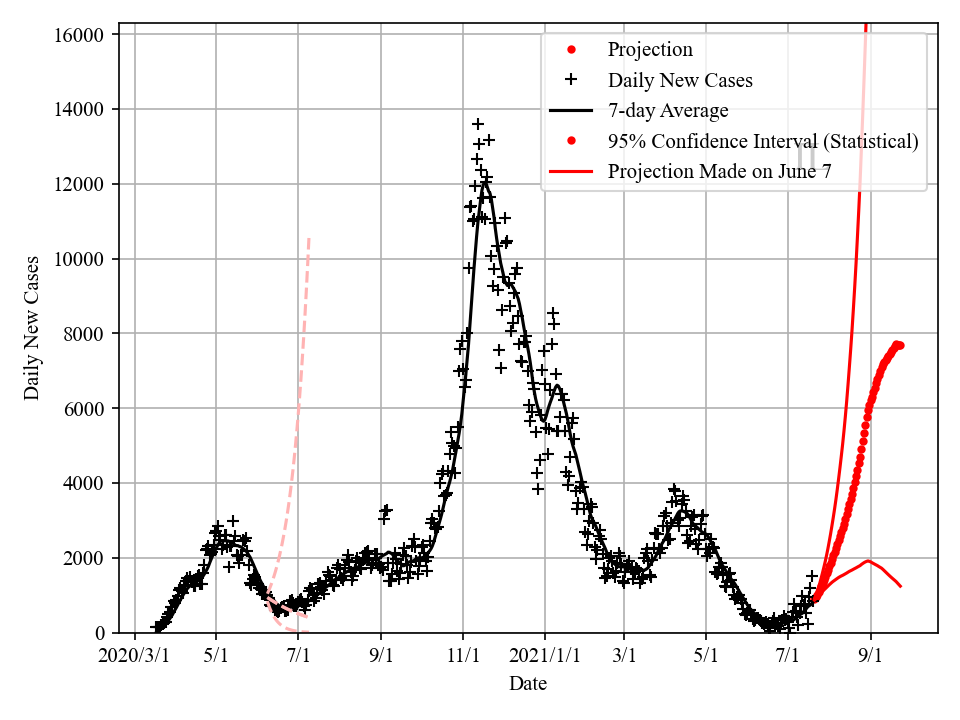 16000
14000
12000
10000
8000
6000
4000
2000
0
Daily New Cases
Projection
Daily New Cases
7-day Average
95% Confidence Interval (Statistical)
Projection Made on June 7
2020/3/1 5/1 7/1 9/1 11/1 2021/1/1 3/1 5/1 7/1 9/1
Date